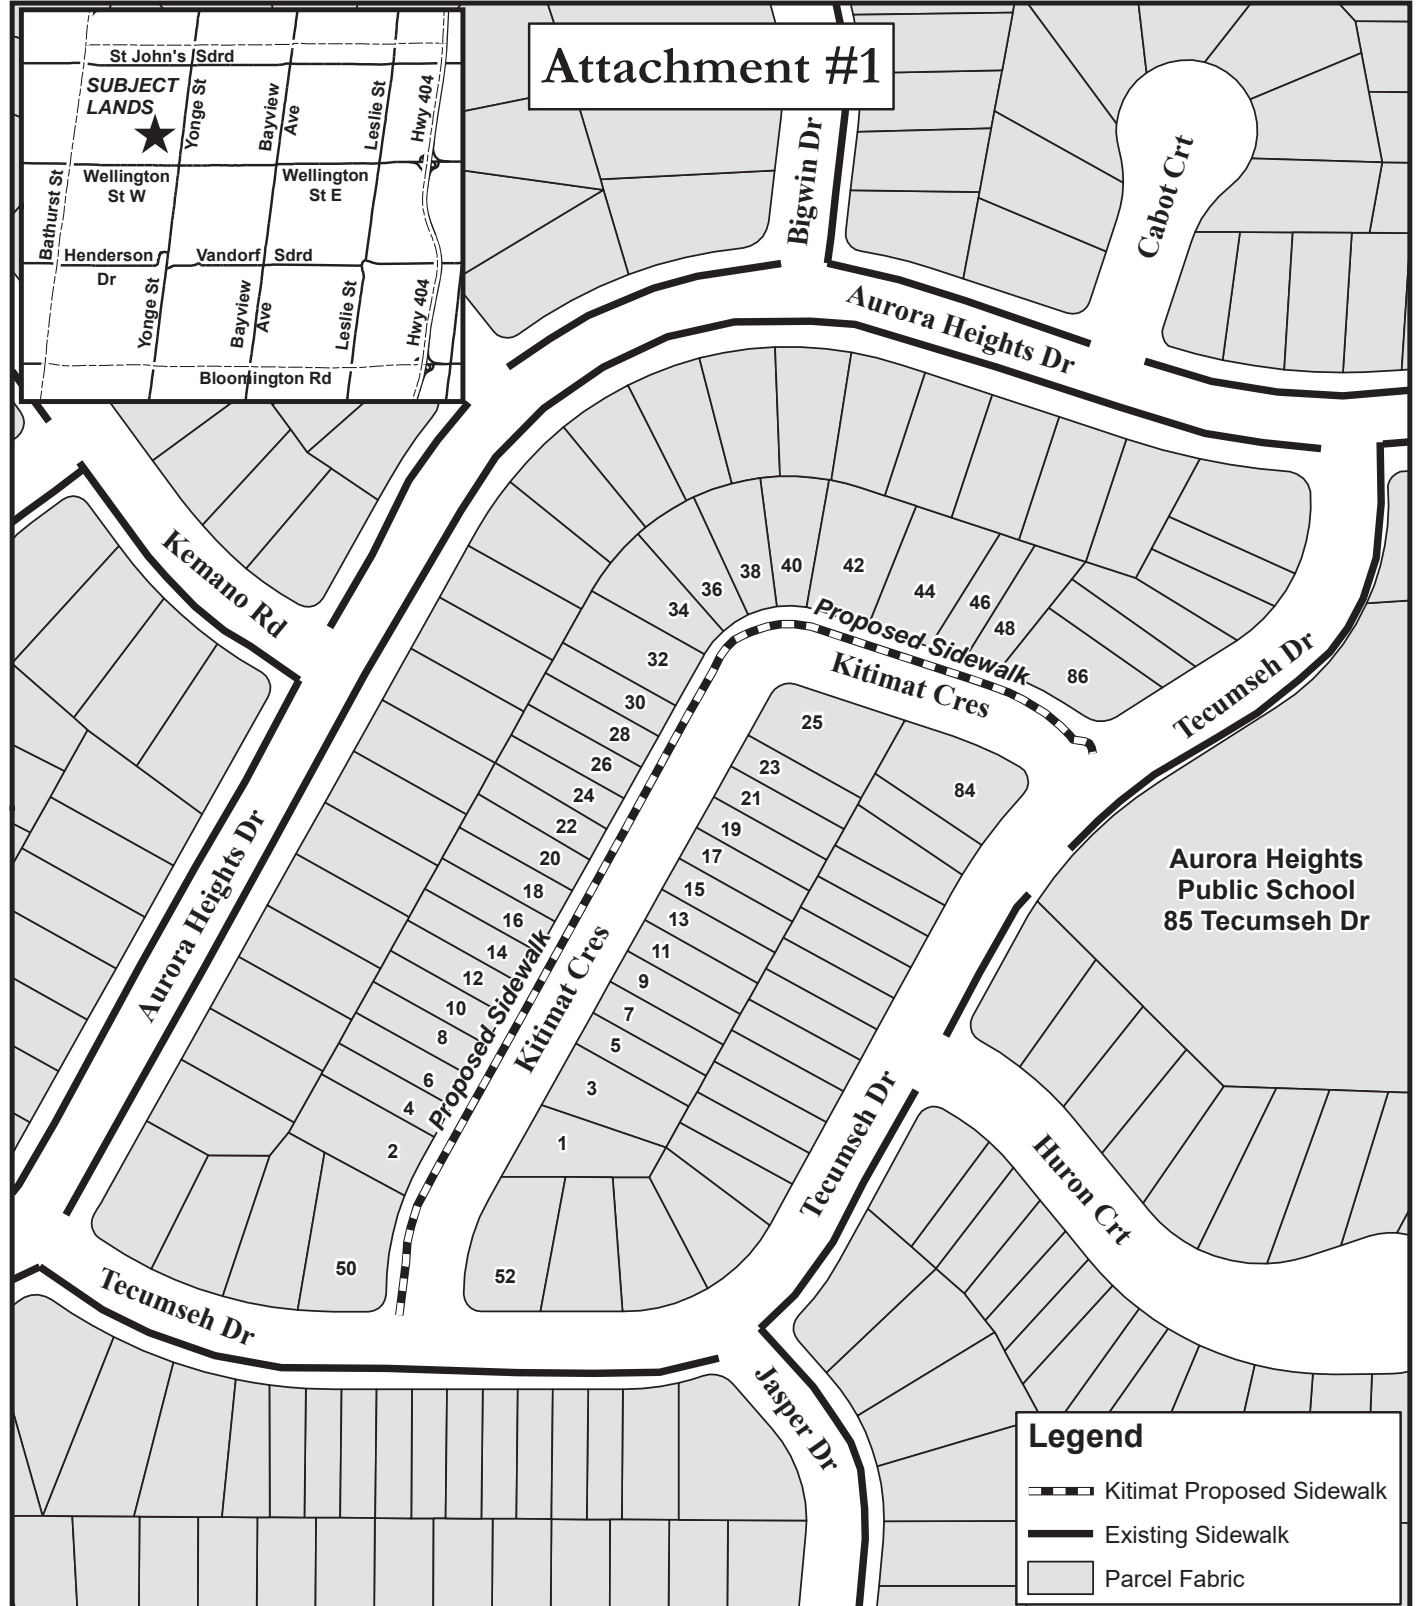 Attachment #1
St John's Sdrd
SUBJECT
LANDS
Yonge St
Bayview
Ave
Leslie St
Hwy 404
Bathurst St
Wellington
St W
Wellington
St E
Henderson
Dr
Vandorf Sdrd
Yonge St
Bayview
Ave
Leslie St
Hwy 404
Bloomington Rd
Bigwin Dr
Cabot Crt
Aurora Heights Dr
Kemano Rd
Aurora Heights Dr
Proposed Sidewalk
Kitimat Cres
Tecumseh Dr
34
36
38
40
42
44
46
48
86
32
30
28
26
24
22
20
18
16
14
12
10
8
6
4
2
50
25
23
21
19
17
15
13
11
9
7
5
3
1
52
84
Proposed Sidewalk
Kitimat Cres
Aurora Heights
Public School
85 Tecumseh Dr
Tecumseh Dr
Huron Crt
Tecumseh Dr
Jasper Dr
Legend
Kitimat Proposed Sidewalk
Existing Sidewalk
Parcel Fabric